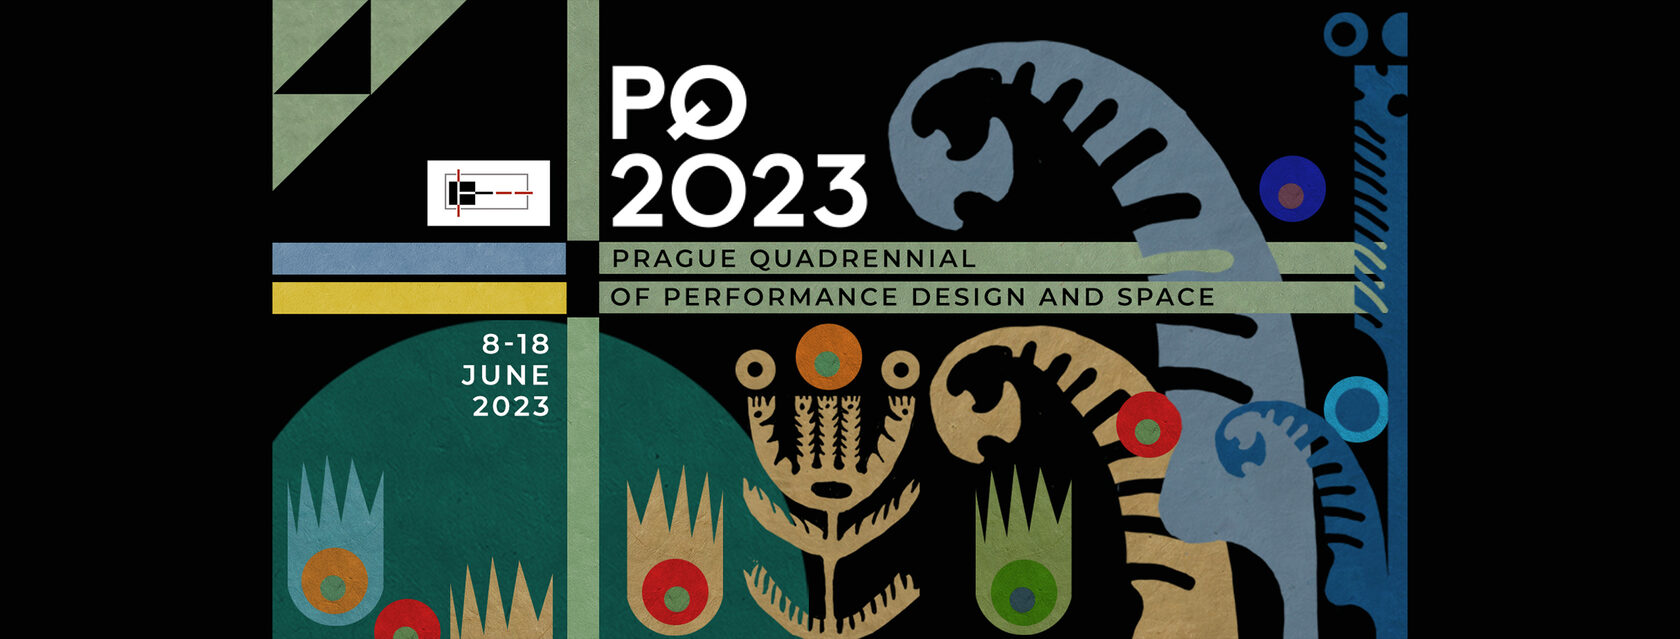 PQ
2023
PRAGUE QUADRENNIAL
OF PERFORMANCE DESIGN AND SPACE
8-18
JUNE
2023